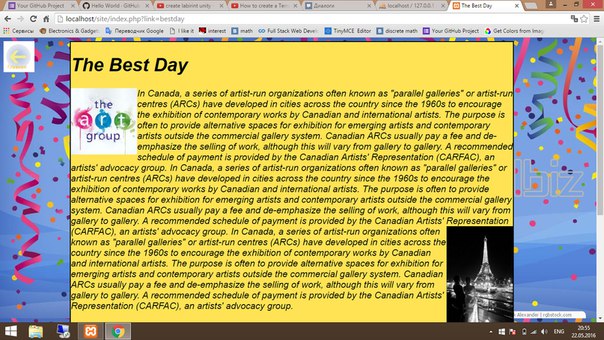 Your GitHub Project
Hello World · GitHub
create labirint unity
How to create a Ter
Диалоги
localhost / 127.0.0.1
The Best Day
localhost/site/index.php?link=bestday
Сервисы
Electronics & Gadgets
I like it
math
Full Stack Web Develo
TinyMCE Editor
discrete math
Your GitHub Project
Get Colors from Imag
The Best Day
the
art
group
In Canada, a series of artist-run organizations often known as "parallel galleries" or artist-run
centres (ARCs) have developed in cities across the country since the 1960s to encourage
the exhibition of contemporary works by Canadian and international artists. The purpose is
often to provide alternative spaces for exhibition for emerging artists and contemporary
artists outside the commercial gallery system. Canadian ARCs usually pay a fee and de-
emphasize the selling of work, although this will vary from gallery to gallery. A recommended
schedule of payment is provided by the Canadian Artists' Representation (CARFAC), an
artists' advocacy group. In Canada, a series of artist-run organizations often known as "parallel galleries" or
artist-run centres (ARCs) have developed in cities across the country since the 1960s to encourage the
exhibition of contemporary works by Canadian and international artists. The purpose is often to provide
alternative spaces for exhibition for emerging artists and contemporary artists outside the commercial gallery
system. Canadian ARCs usually pay a fee and de-emphasize the selling of work, although this will vary from
gallery to gallery. A recommended schedule of payment is provided by the Canadian Artists' Representation
(CARFAC), an artists' advocacy group. In Canada, a series of artist-run organizations often
known as "parallel galleries" or artist-run centres (ARCs) have developed in cities across the
country since the 1960s to encourage the exhibition of contemporary works by Canadian
and international artists. The purpose is often to provide alternative spaces for exhibition for
emerging artists and contemporary artists outside the commercial gallery system. Canadian
ARCs usually pay a fee and de-emphasize the selling of work, although this will vary from
gallery to gallery. A recommended schedule of payment is provided by the Canadian Artists'
Representation (CARFAC), an artists' advocacy group.
biz
Alexander | rgbstock.com
20:55
22.05.2016